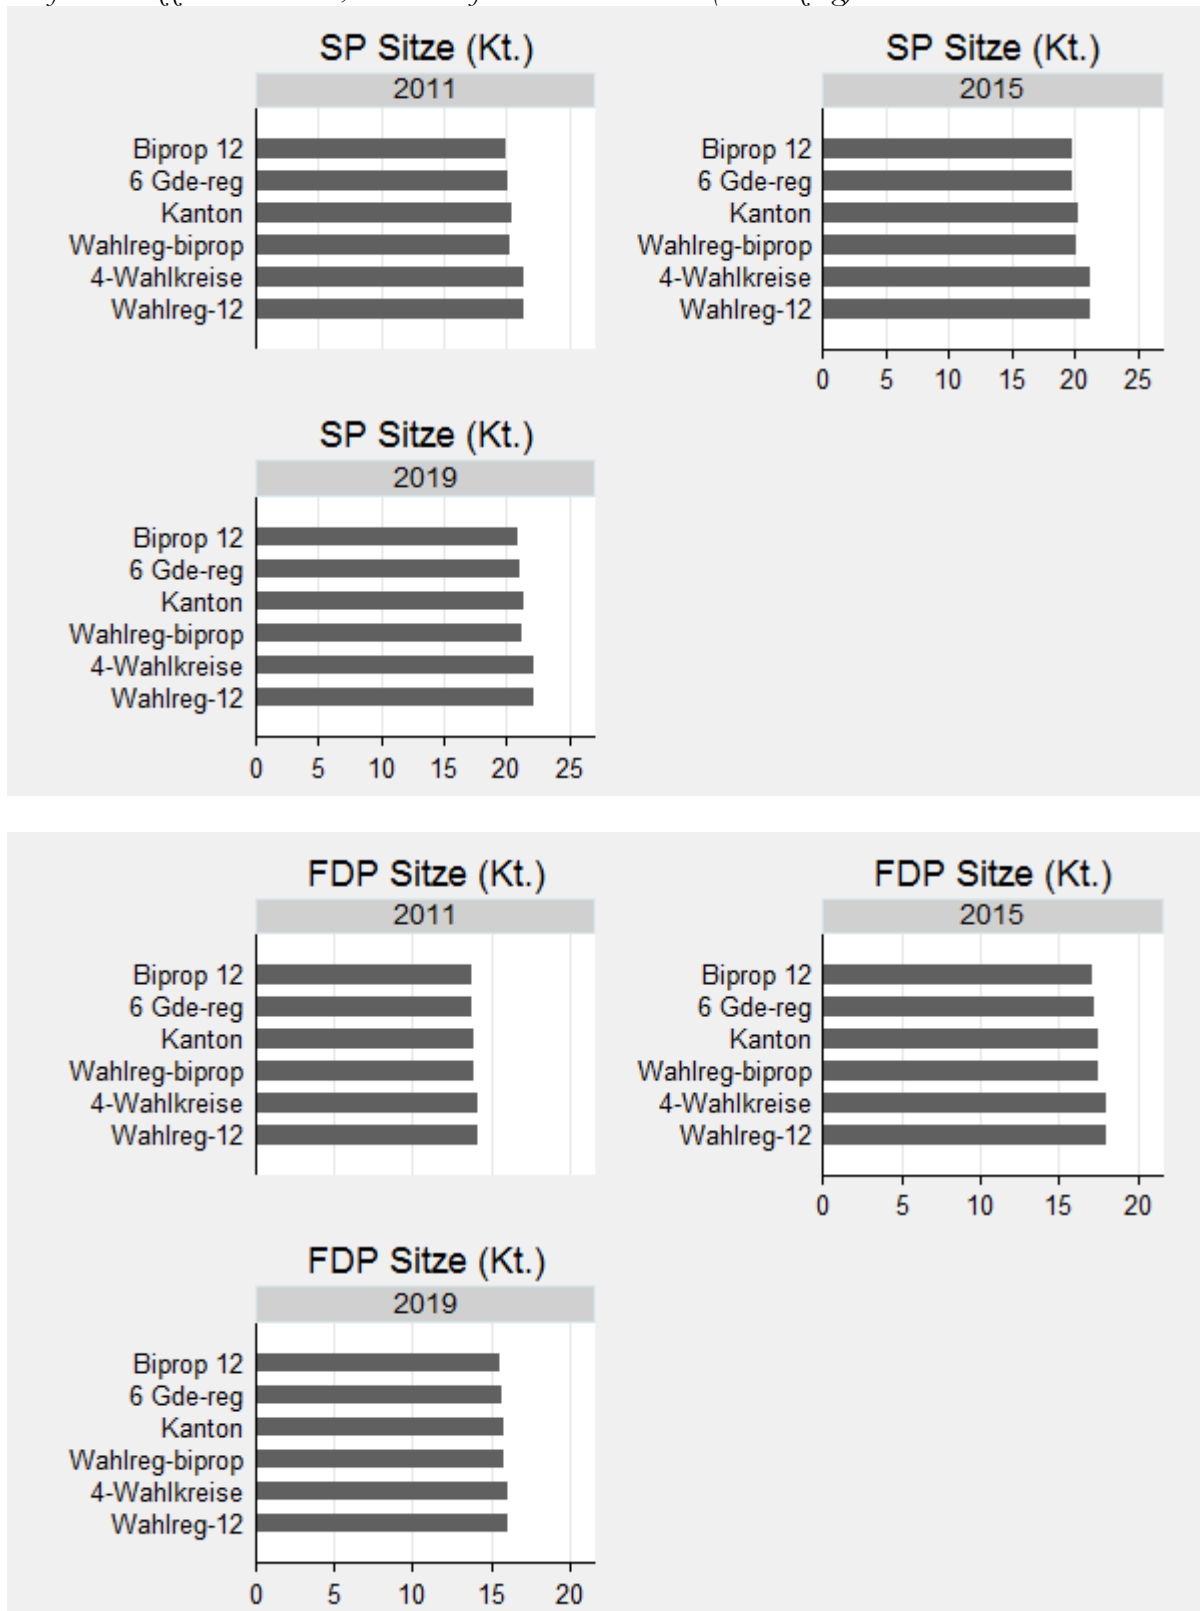 SP Sitze (Kt.)
2011
Biprop 12
6 Gde-reg
Kanton
Wahlreg-biprop
4-Wahlkreise
Wahlreg-12
SP Sitze (Kt.)
2015
Biprop 12
6 Gde-reg
Kanton
Wahlreg-biprop
4-Wahlkreise
Wahlreg-12
0 5 10 15 20 25
SP Sitze (Kt.)
2019
Biprop 12
6 Gde-reg
Kanton
Wahlreg-biprop
4-Wahlkreise
Wahlreg-12
0 5 10 15 20 25
FDP Sitze (Kt.)
2011
Biprop 12
6 Gde-reg
Kanton
Wahlreg-biprop
4-Wahlkreise
Wahlreg-12
FDP Sitze (Kt.)
2015
Biprop 12
6 Gde-reg
Kanton
Wahlreg-biprop
4-Wahlkreise
Wahlreg-12
0 5 10 15 20
FDP Sitze (Kt.)
2019
Biprop 12
6 Gde-reg
Kanton
Wahlreg-biprop
4-Wahlkreise
Wahlreg-12
0 5 10 15 20